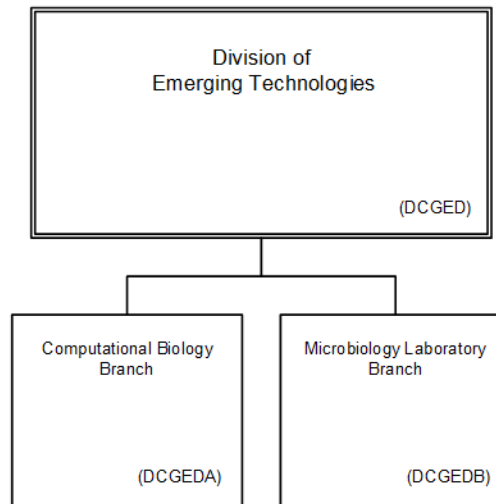 Division of
Emerging Technologies
(DCGED)
Computational Biology
Branch
(DCGEDA)
Microbiology Laboratory
Branch
(DCGEDB)